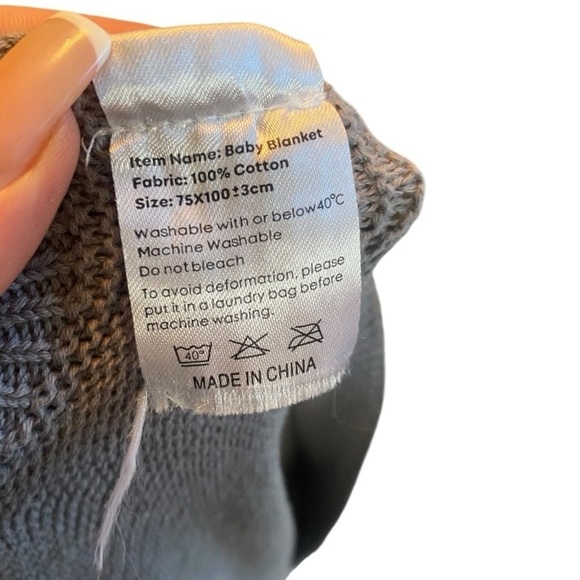 Item Name: Baby Blanket
Fabric: 100% Cotton
Size: 75X100±3cm
Washable with or below40°C
Machine Washable
Do not bleach
To avoid deformation, please
put it in a laundry bag before
machine washing.
40°
MADE IN CHINA